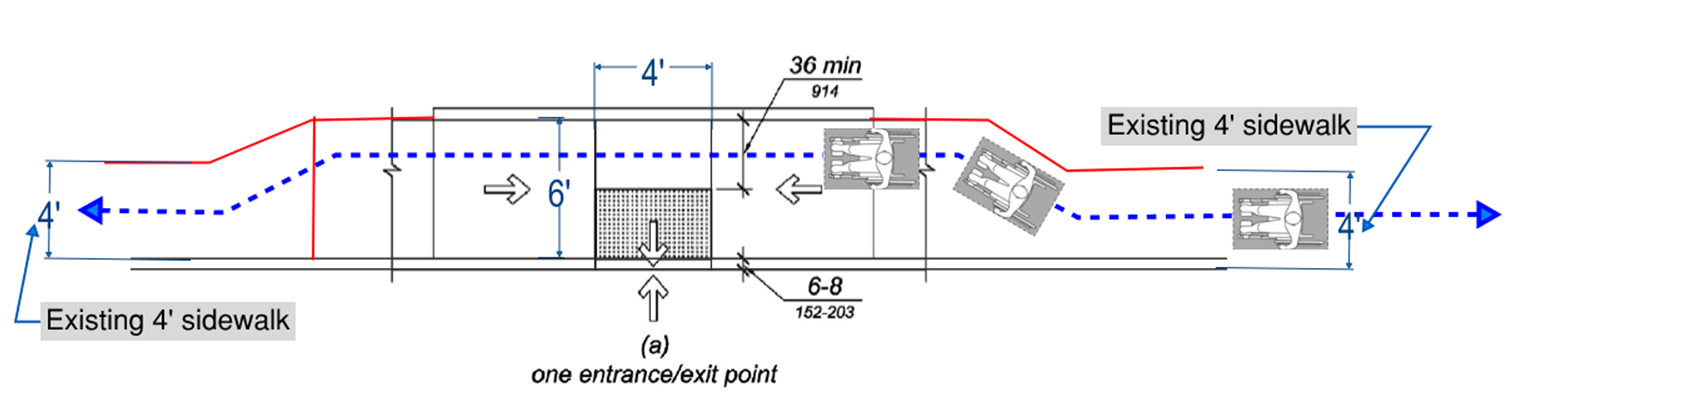 36 min
914
4'
Existing 4' sidewalk
6'
4'
4'
Existing 4' sidewalk
6-8
152-203
(a)
one entrance/exit point